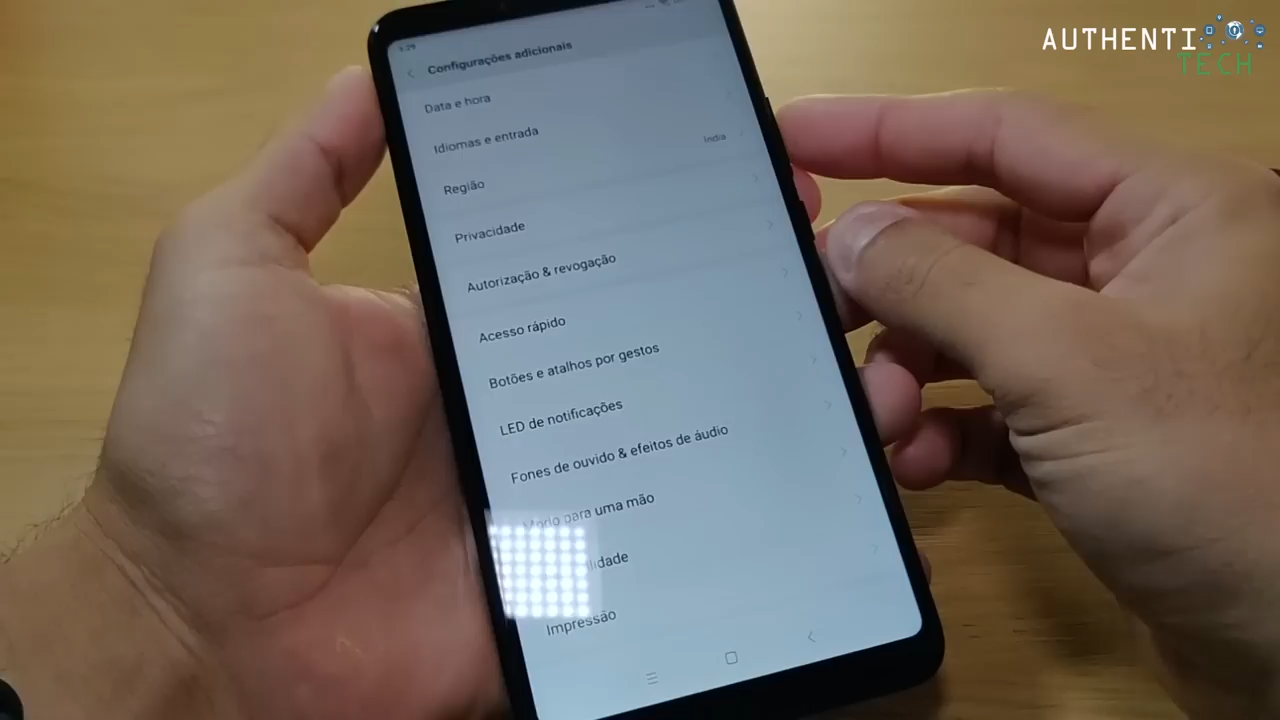 AUTHENTI
TECH
Configurações adicionais
Data e hora
Idiomas e entrada
Região
Índia
Privacidade
Autorização & revogação
Acesso rápido
Botões e atalhos por gestos
LED de notificações
Fones de ouvido & efeitos de áudio
Modo para uma mão
Impressão